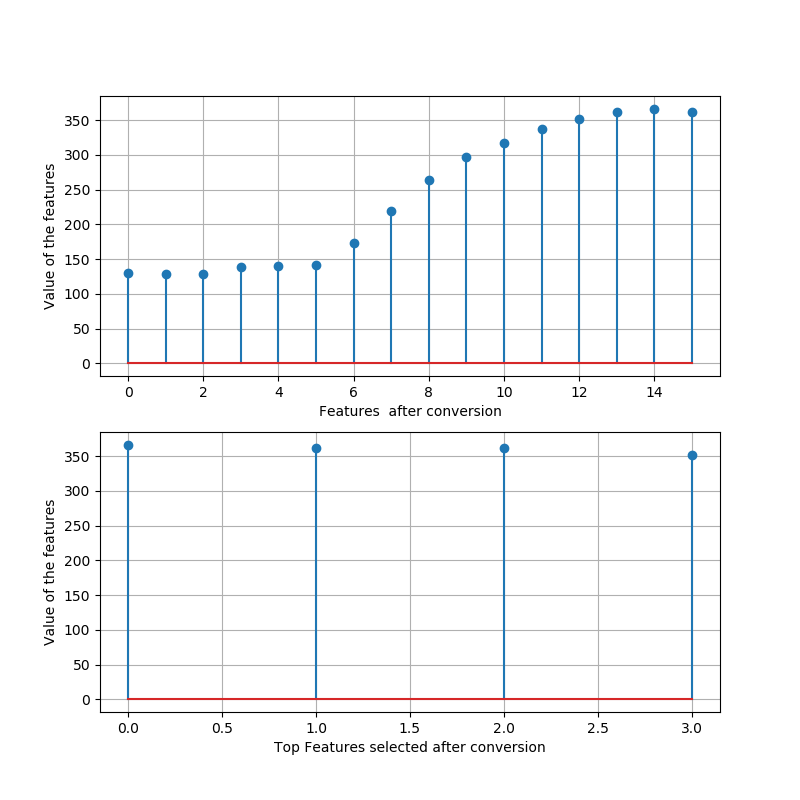 350
300
250
200
150
100
50
0
0 2 4 6 8 10 12 14
Value of the features
Features  after conversion
350
300
250
200
150
100
50
0
0.0 0.5 1.0 1.5 2.0 2.5 3.0
Value of the features
Top Features selected after conversion